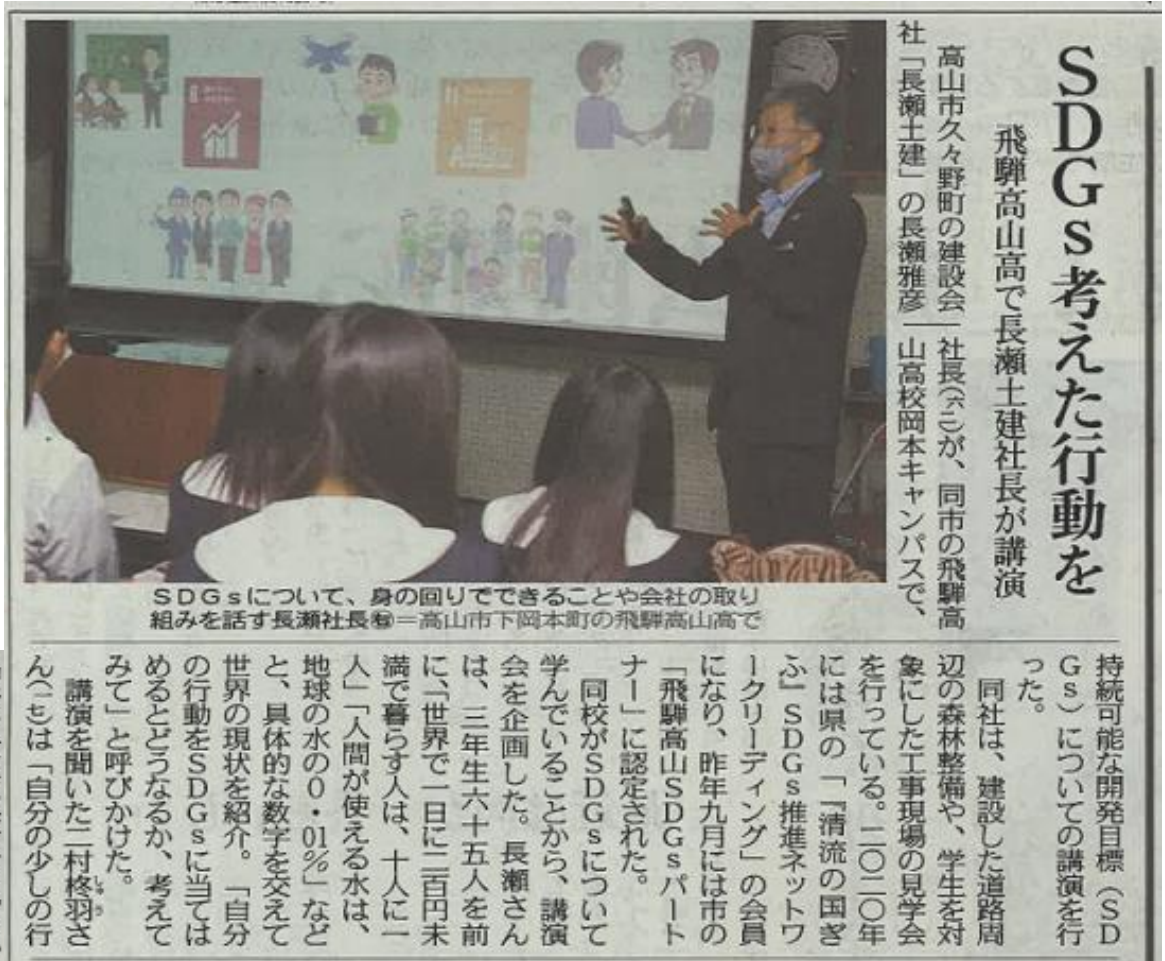 SDGs考えた行動を
飛騨高山高で長瀬土建社長が講演
高山市久々野町の建設会
社「長瀬土建」の長瀬雅彦
社長(六二)が、同市の飛騨高
山高校岡本キャンパスで、
SDGsについて、身の回りでできることや会社の取り
組みを話す長瀬社長㊨=高山市下岡本町の飛騨高山高で
持続可能な開発目標(SD
Gs)についての講演を行
った。
同社は、建設した道路周
辺の森林整備や、学生を対
象にした工事現場の見学会
を行っている。二〇二〇年
には県の「『清流の国ぎ
ふ』SDGs推進ネットワ
ークリーディング」の会員
になり、昨年九月には市の
「飛騨高山SDGsパート
ナー」に認定された。
同校がSDGsについて
学んでいることから、講演
会を企画した。長瀬さん
は、三年生六十五人を前
に、「世界で一日に二百円未
満で暮らす人は、十人に一
人」「人間が使える水は、
地球の水の0・01%」など
と、具体的な数字を交えて
世界の現状を紹介。「自分
の行動をSDGsに当ては
めるとどうなるか、考えて
みて」と呼びかけた。
講演を聞いた二村柊羽さ
しゅう
ん(一七)は「自分の少しの行